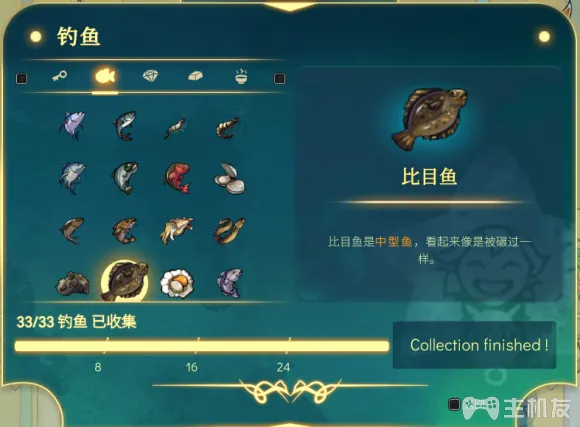 钓鱼
比目鱼
比目鱼是中型鱼，看起来像是被碾过一
样。
33/33 钓鱼 已收集
8 16 24
Collection finished !
主机友